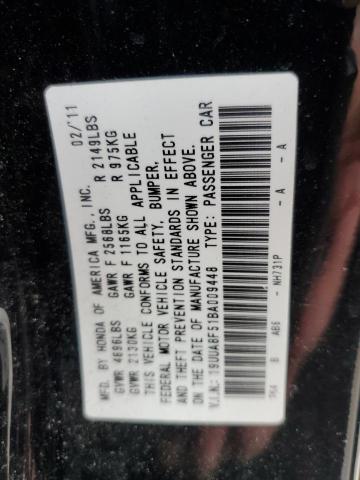 MFD. BY HONDA OF AMERICA MFG., INC. 02/'11
GVWR 4696LBS GAWR F 2568LBS R 2149LBS
GVWR 2130KG GAWR F 1165KG R 975KG
THIS VEHICLE CONFORMS TO ALL APPLICABLE
FEDERAL MOTOR VEHICLE SAFETY, BUMPER,
AND THEFT PREVENTION STANDARDS IN EFFECT
ON THE DATE OF MANUFACTURE SHOWN ABOVE.
V.I.N.: 19UUA8F51BA009448 TYPE: PASSENGER CAR
TK4 B AB6 - NH731P - A - A